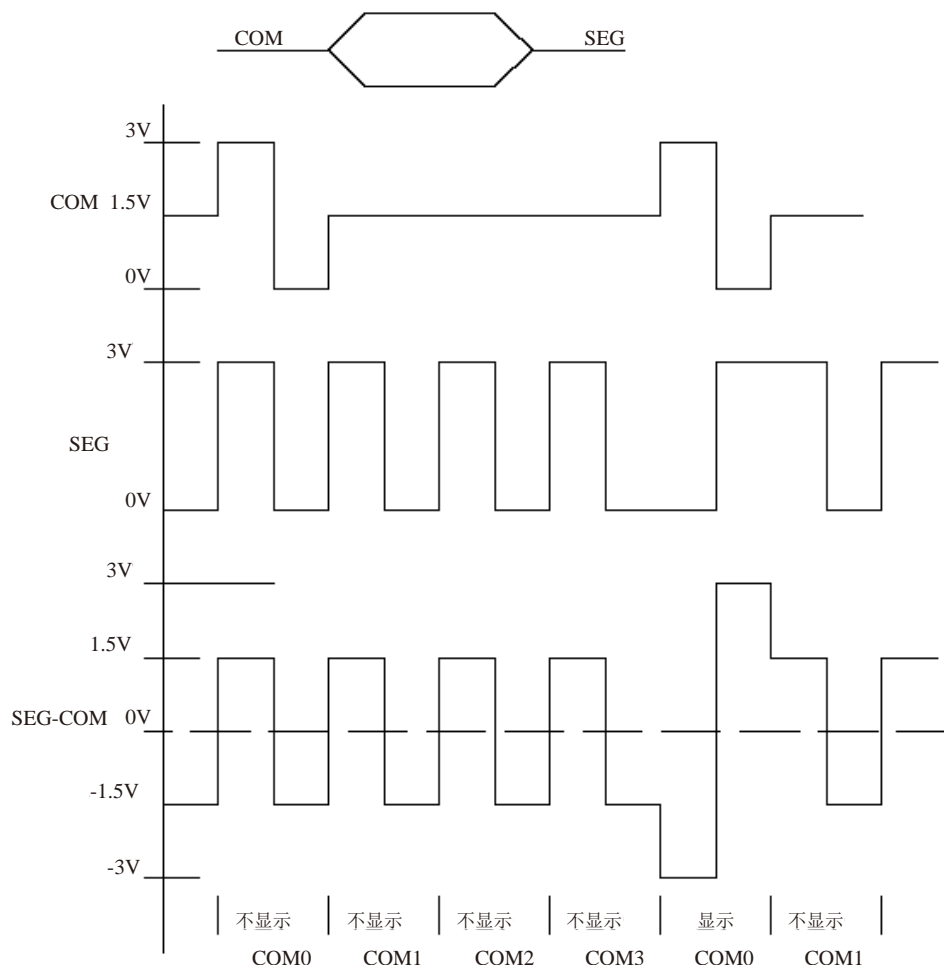 COM SEG
3V
COM 1.5V
0V
3V
SEG
0V
3V
1.5V
SEG-COM 0V
-1.5V
-3V
不显示 不显示 不显示 不显示 显示 不显示
COM0 COM1 COM2 COM3 COM0 COM1